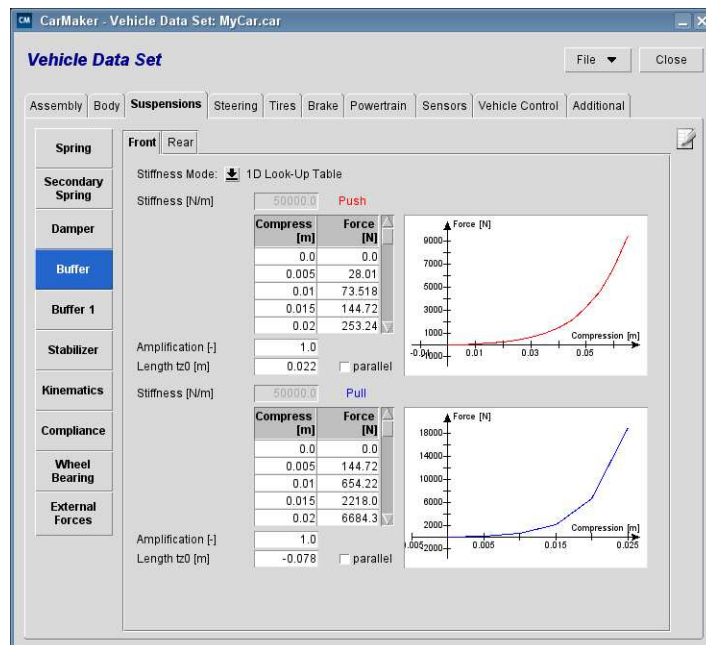 CM CarMaker - Vehicle Data Set: MyCar.car
Vehicle Data Set
File
Close
Assembly Body Suspensions Steering Tires Brake Powertrain Sensors Vehicle Control Additional
Spring
Secondary
Spring
Damper
Buffer
Buffer 1
Stabilizer
Kinematics
Compliance
Wheel
Bearing
External
Forces
Front Rear
Stiffness Mode: 1D Look-Up Table
Stiffness [N/m] 50000.0 Push
Compress Force
[m] [N]
0.0 0.0
0.005 28.01
0.01 73.518
0.015 144.72
0.02 253.24
Amplification [-] 1.0
Length tz0 [m] 0.022 parallel
Force [N]
9000
7000
5000
3000
1000
Compression [m]
-0.01 0.01 0.03 0.05
Stiffness [N/m] 50000.0 Pull
Compress Force
[m] [N]
0.0 0.0
0.005 144.72
0.01 654.22
0.015 2218.0
0.02 6684.3
Amplification [-] 1.0
Length tz0 [m] -0.078 parallel
Force [N]
18000
14000
10000
6000
2000
Compression [m]
0.005 0.015 0.025
-2000